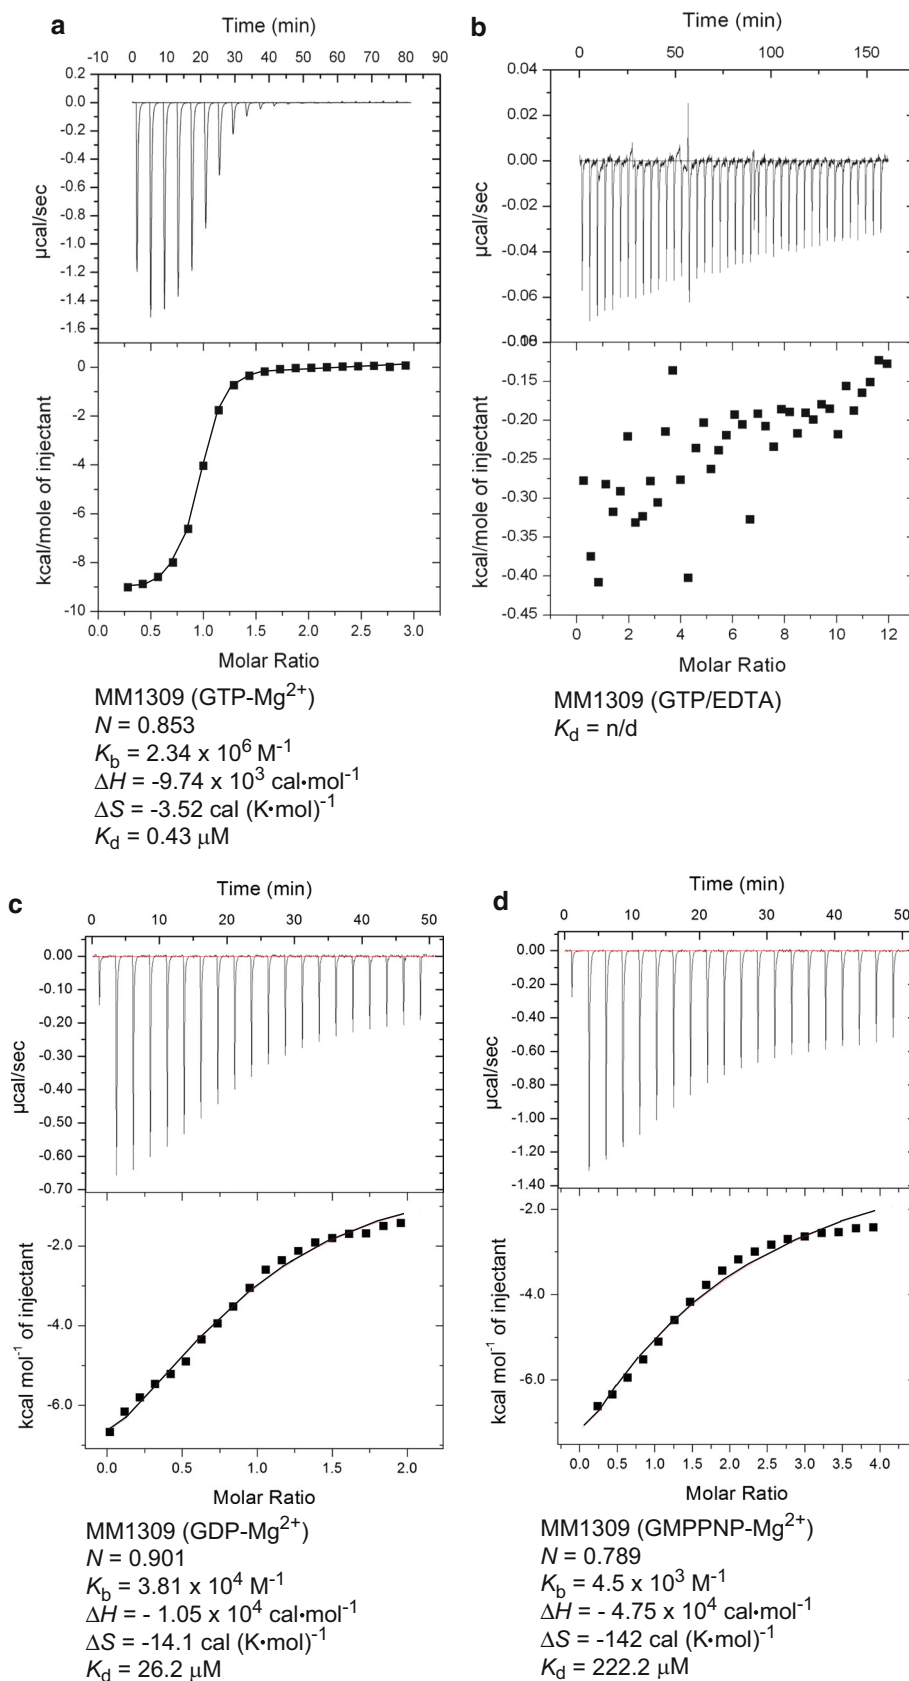 a
Time (min)
-10 0 10 20 30 40 50 60 70 80 90
0.2
0.0
-0.2
-0.4
-0.6
-0.8
-1.0
-1.2
-1.4
-1.6
µcal/sec
0
-2
-4
-6
-8
-10
kcal/mole of injectant
0.0 0.5 1.0 1.5 2.0 2.5 3.0
Molar Ratio
MM1309 (GTP-Mg²⁺)
N = 0.853
K_b = 2.34 x 10⁶ M⁻¹
ΔH = -9.74 x 10³ cal•mol⁻¹
ΔS = -3.52 cal (K•mol)⁻¹
K_d = 0.43 µM
b
Time (min)
0 50 100 150
0.04
0.02
0.00
-0.02
-0.04
-0.06
µcal/sec
-0.15
-0.20
-0.25
-0.30
-0.35
-0.40
-0.45
kcal/mole of injectant
0 2 4 6 8 10 12
Molar Ratio
MM1309 (GTP/EDTA)
K_d = n/d
c
Time (min)
0 10 20 30 40 50
0.00
-0.10
-0.20
-0.30
-0.40
-0.50
-0.60
-0.70
µcal/sec
-2.0
-4.0
-6.0
kcal mol⁻¹ of injectant
0.0 0.5 1.0 1.5 2.0
Molar Ratio
MM1309 (GDP-Mg²⁺)
N = 0.901
K_b = 3.81 x 10⁴ M⁻¹
ΔH = - 1.05 x 10⁴ cal•mol⁻¹
ΔS = -14.1 cal (K•mol)⁻¹
K_d = 26.2 µM
d
Time (min)
0 10 20 30 40 50
0.00
-0.20
-0.40
-0.60
-0.80
-1.00
-1.20
-1.40
µcal/sec
-2.0
-4.0
-6.0
kcal mol⁻¹ of injectant
0.0 0.5 1.0 1.5 2.0 2.5 3.0 3.5 4.0
Molar Ratio
MM1309 (GMPPNP-Mg²⁺)
N = 0.789
K_b = 4.5 x 10³ M⁻¹
ΔH = - 4.75 x 10⁴ cal•mol⁻¹
ΔS = -142 cal (K•mol)⁻¹
K_d = 222.2 µM